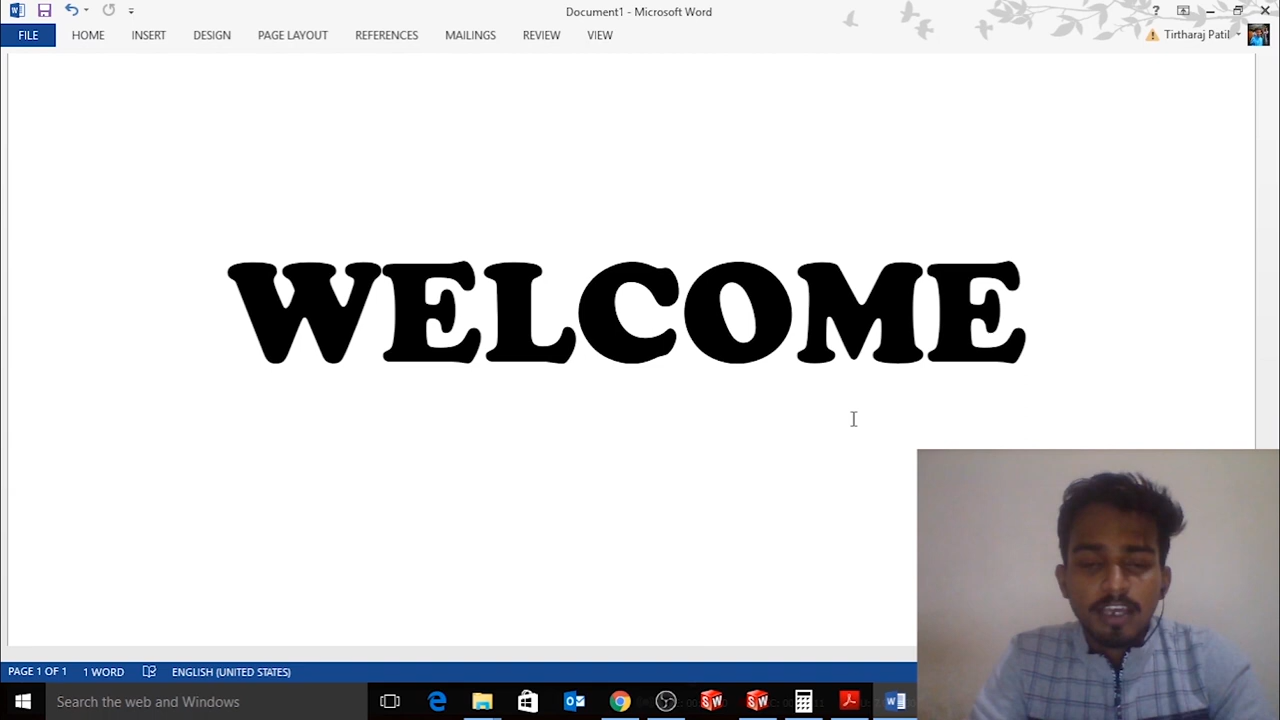 Document1 - Microsoft Word
?
FILE HOME INSERT DESIGN PAGE LAYOUT REFERENCES MAILINGS REVIEW VIEW
Tirtharaj Patil
WELCOME
PAGE 1 OF 1 1 WORD ENGLISH (UNITED STATES)
Search the web and Windows